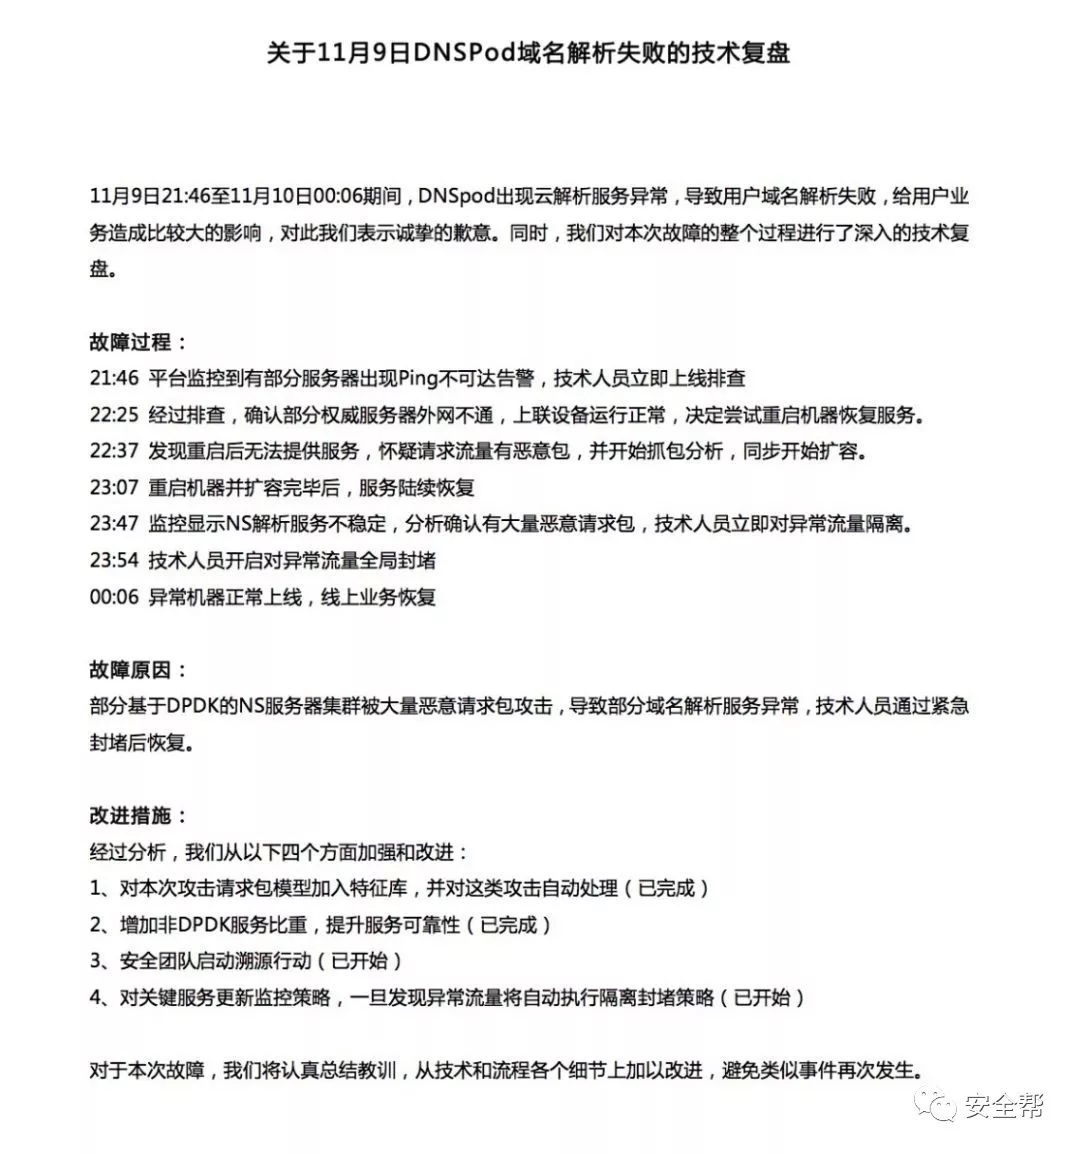 关于11月9日DNSPod域名解析失败的技术复盘
11月9日21:46至11月10日00:06期间，DNSpod出现云解析服务异常，导致用户域名解析失败，给用户业
务造成比较大的影响，对此我们表示诚挚的歉意。同时，我们对本次故障的整个过程进行了深入的技术复
盘。
故障过程：
21:46 平台监控到有部分服务器出现Ping不可达告警，技术人员立即上线排查
22:25 经过排查，确认部分权威服务器外网不通，上联设备运行正常，决定尝试重启机器恢复服务。
22:37 发现重启后无法提供服务，怀疑请求流量有恶意包，并开始抓包分析，同步开始扩容。
23:07 重启机器并扩容完毕后，服务陆续恢复
23:47 监控显示NS解析服务不稳定，分析确认有大量恶意请求包，技术人员立即对异常流量隔离。
23:54 技术人员开启对异常流量全局封堵
00:06 异常机器正常上线，线上业务恢复
故障原因：
部分基于DPDK的NS服务器集群被大量恶意请求包攻击，导致部分域名解析服务异常，技术人员通过紧急
封堵后恢复。
改进措施：
经过分析，我们从以下四个方面加强和改进：
1、对本次攻击请求包模型加入特征库，并对这类攻击自动处理（已完成）
2、增加非DPDK服务比重，提升服务可靠性（已完成）
3、安全团队启动溯源行动（已开始）
4、对关键服务更新监控策略，一旦发现异常流量将自动执行隔离封堵策略（已开始）
对于本次故障，我们将认真总结教训，从技术和流程各个细节上加以改进，避免类似事件再次发生。
安全帮